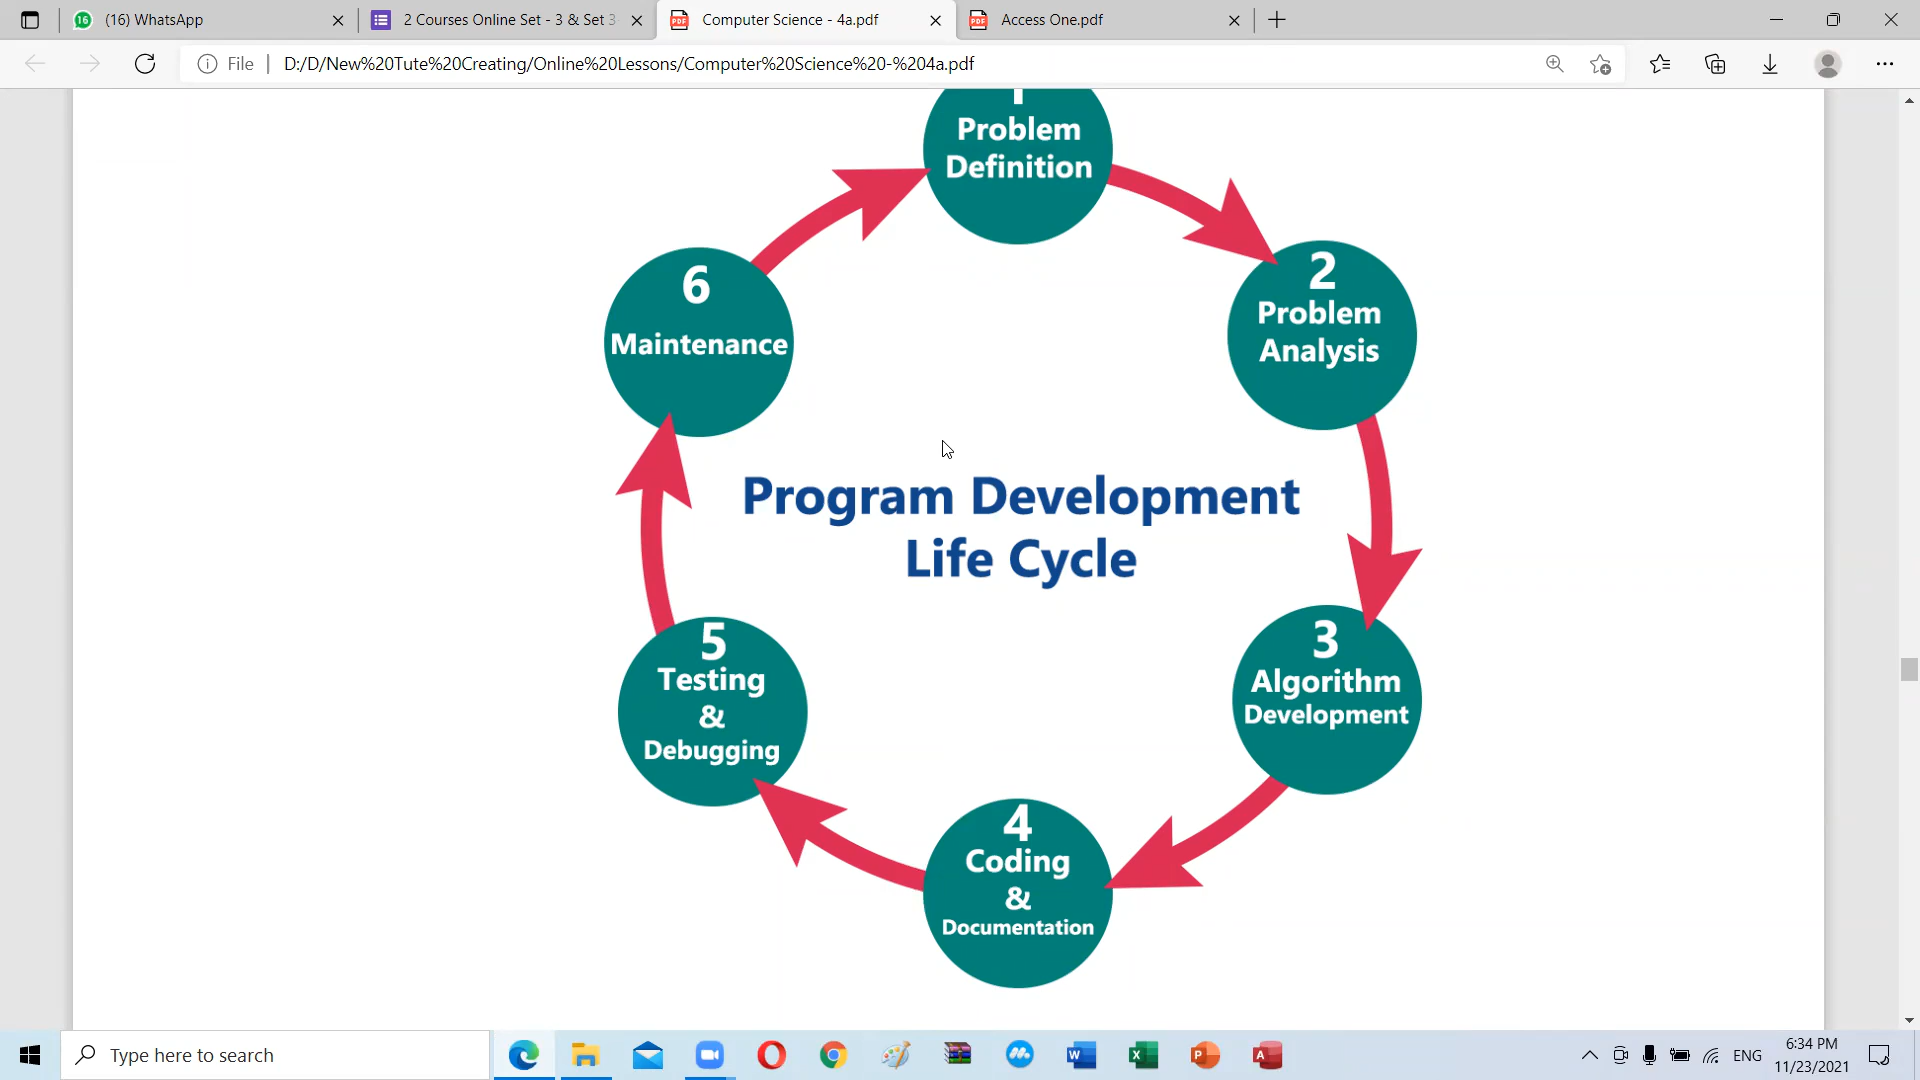 (16) WhatsApp
2 Courses Online Set - 3 & Set 3
Computer Science - 4a.pdf
Access One.pdf
File
D:/D/New%20Tute%20Creating/Online%20Lessons/Computer%20Science%20-%204a.pdf
1
Problem
Definition
2
Problem
Analysis
6
Maintenance
Program Development
Life Cycle
3
Algorithm
Development
5
Testing
&
Debugging
4
Coding
&
Documentation
Type here to search
ENG
6:34 PM
11/23/2021